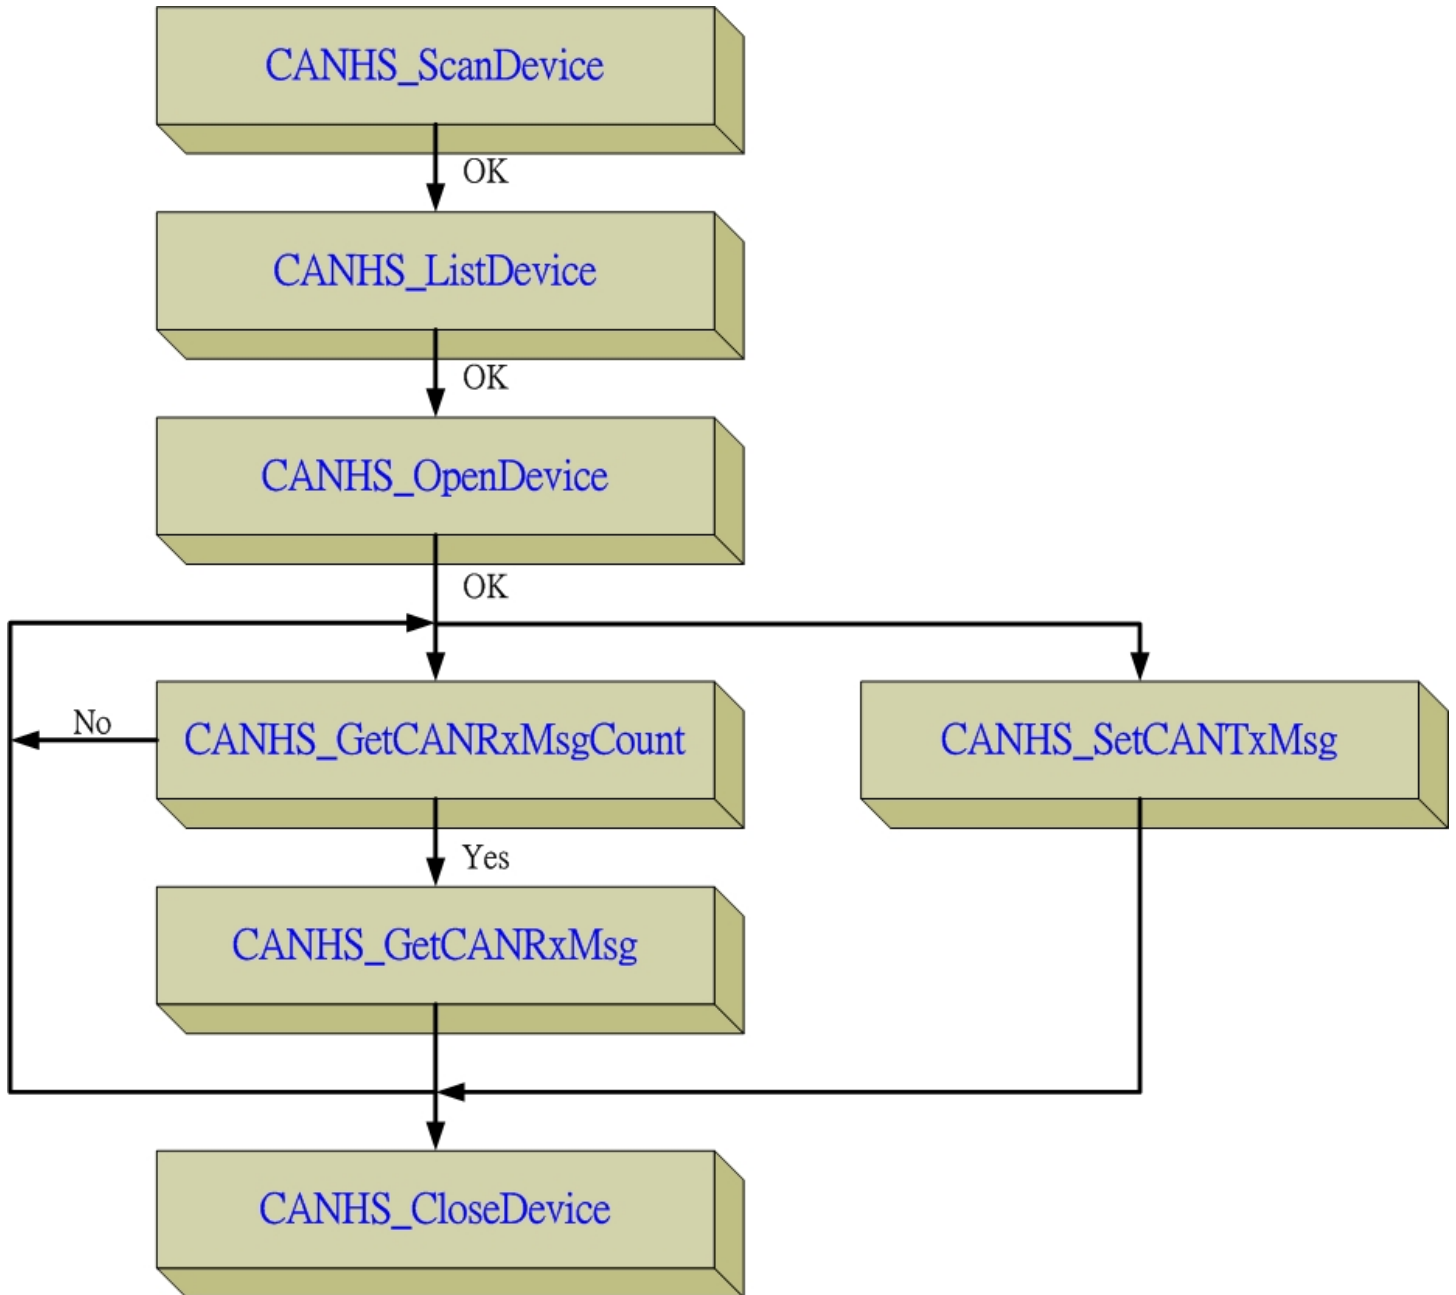 CANHS_ScanDevice
OK
CANHS_ListDevice
OK
CANHS_OpenDevice
OK
No
CANHS_GetCANRxMsgCount
CANHS_SetCANTxMsg
Yes
CANHS_GetCANRxMsg
CANHS_CloseDevice